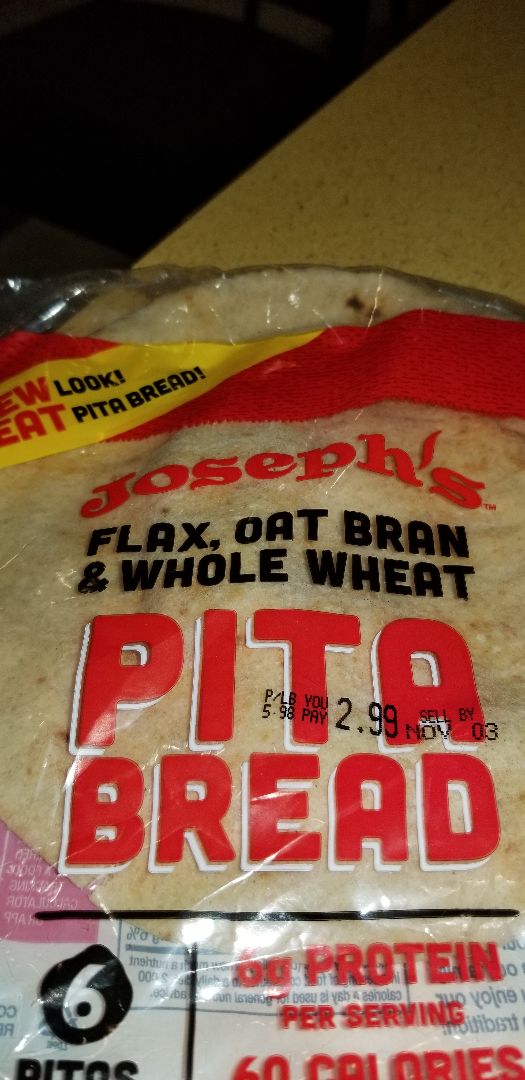 EW LOOK!
EAT PITA BREAD!
Joseph's™
FLAX, OAT BRAN
& WHOLE WHEAT
PITA
P/LB YOU
5.98 PAY 2.99 SELL BY
NOV 03
BREAD
6
PITAS
6g PROTEIN
PER SERVING
60 CALORIES